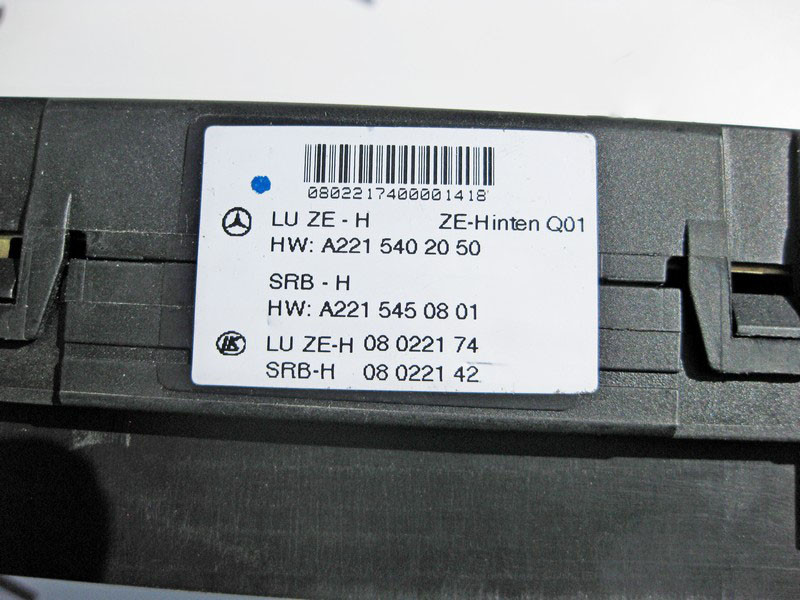 0802217400001418
LU ZE - H ZE-Hinten Q01
HW: A221 540 20 50
SRB - H
HW: A221 545 08 01
LK LU ZE-H 08 0221 74
SRB-H 08 0221 42